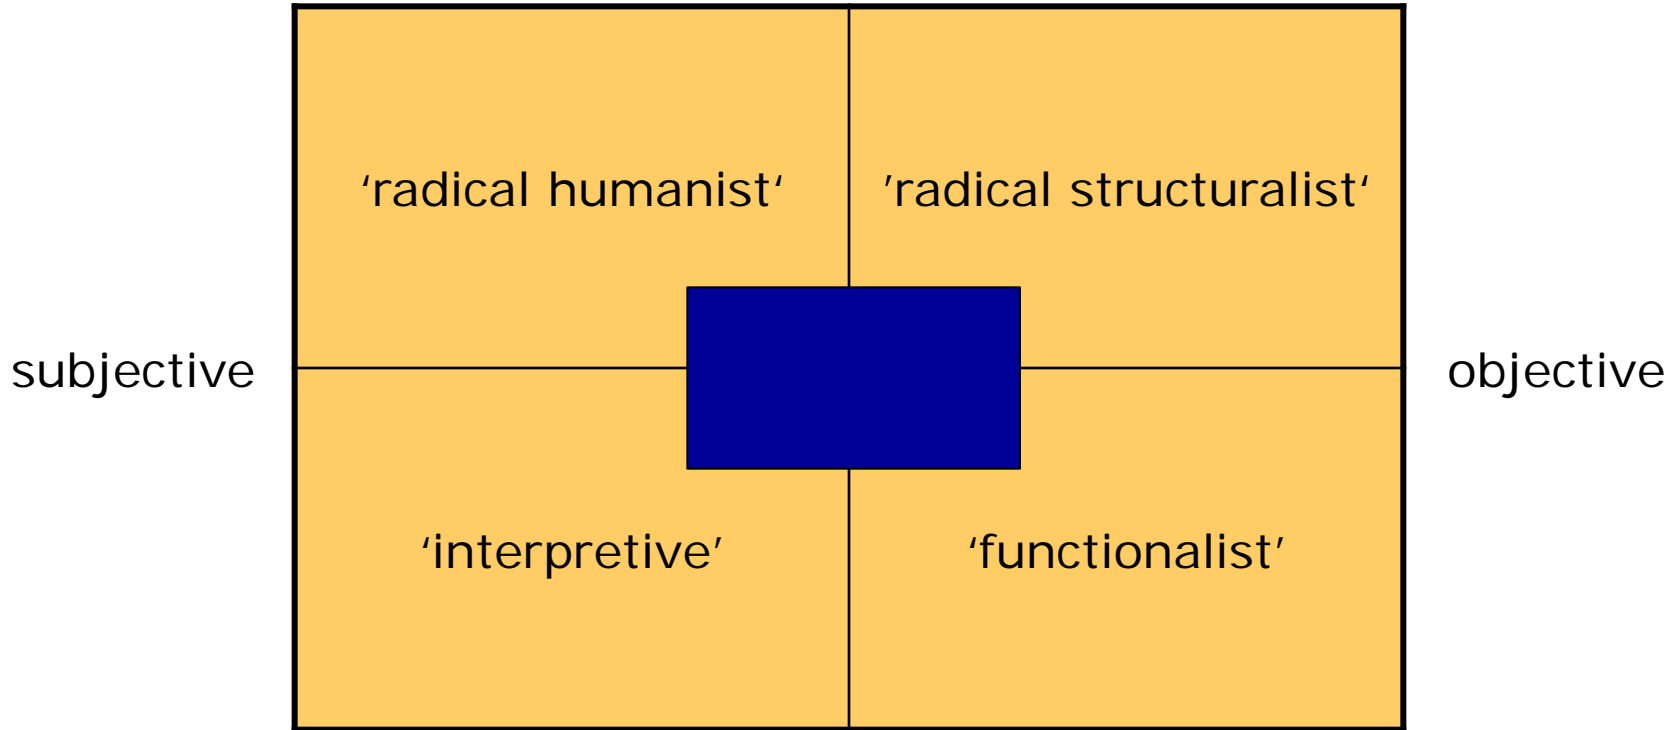 ‘radical humanist‘
’radical structuralist‘
subjective
objective
‘interpretive’
‘functionalist’